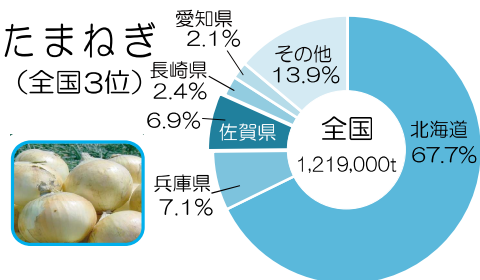 たまねぎ
（全国3位）
愛知県
2.1%
長崎県
2.4%
6.9%
佐賀県
兵庫県
7.1%
その他
13.9%
全国
1,219,000t
北海道
67.7%